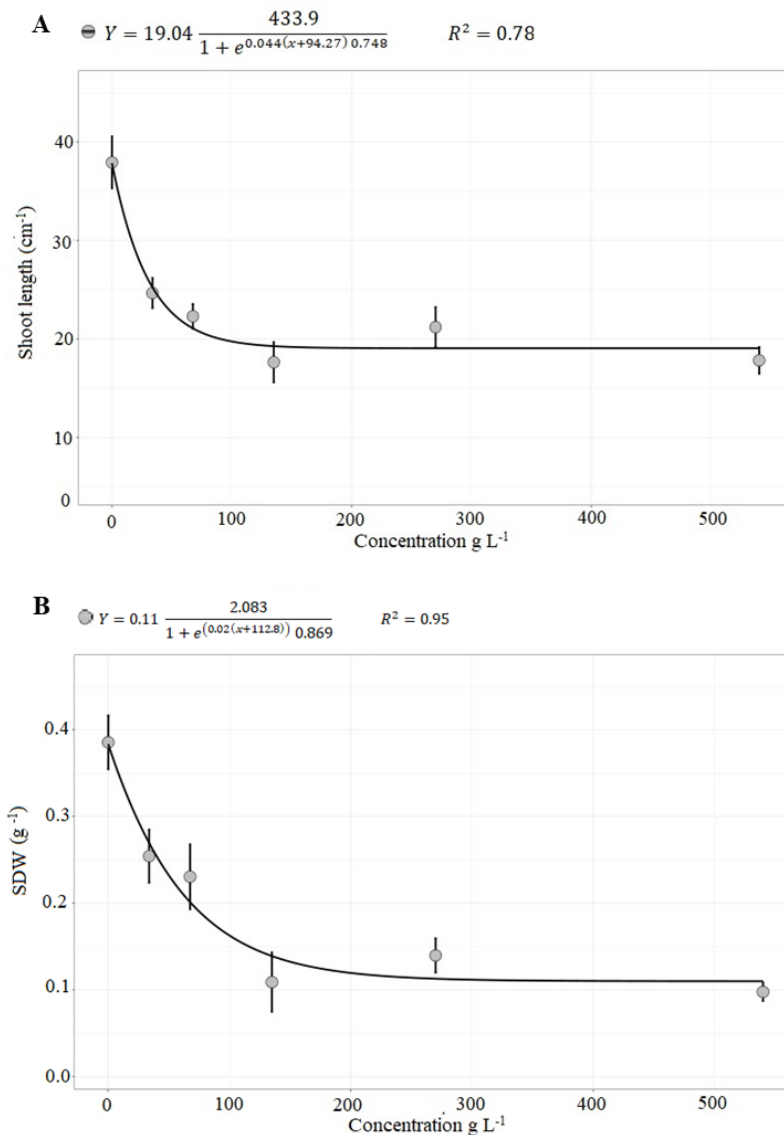 A Y = 19.04 433.9 / 1 + e^0.044(x+94.27) 0.748 R² = 0.78
40
30
20
10
0
Shoot length (cm⁻¹)
0 100 200 300 400 500
Concentration g L⁻¹
B Y = 0.11 2.083 / 1 + e^(0.02(x+112.8)) 0.869 R² = 0.95
0.4
0.3
0.2
0.1
0.0
SDW (g ⁻¹)
0 100 200 300 400 500
Concentration g L⁻¹